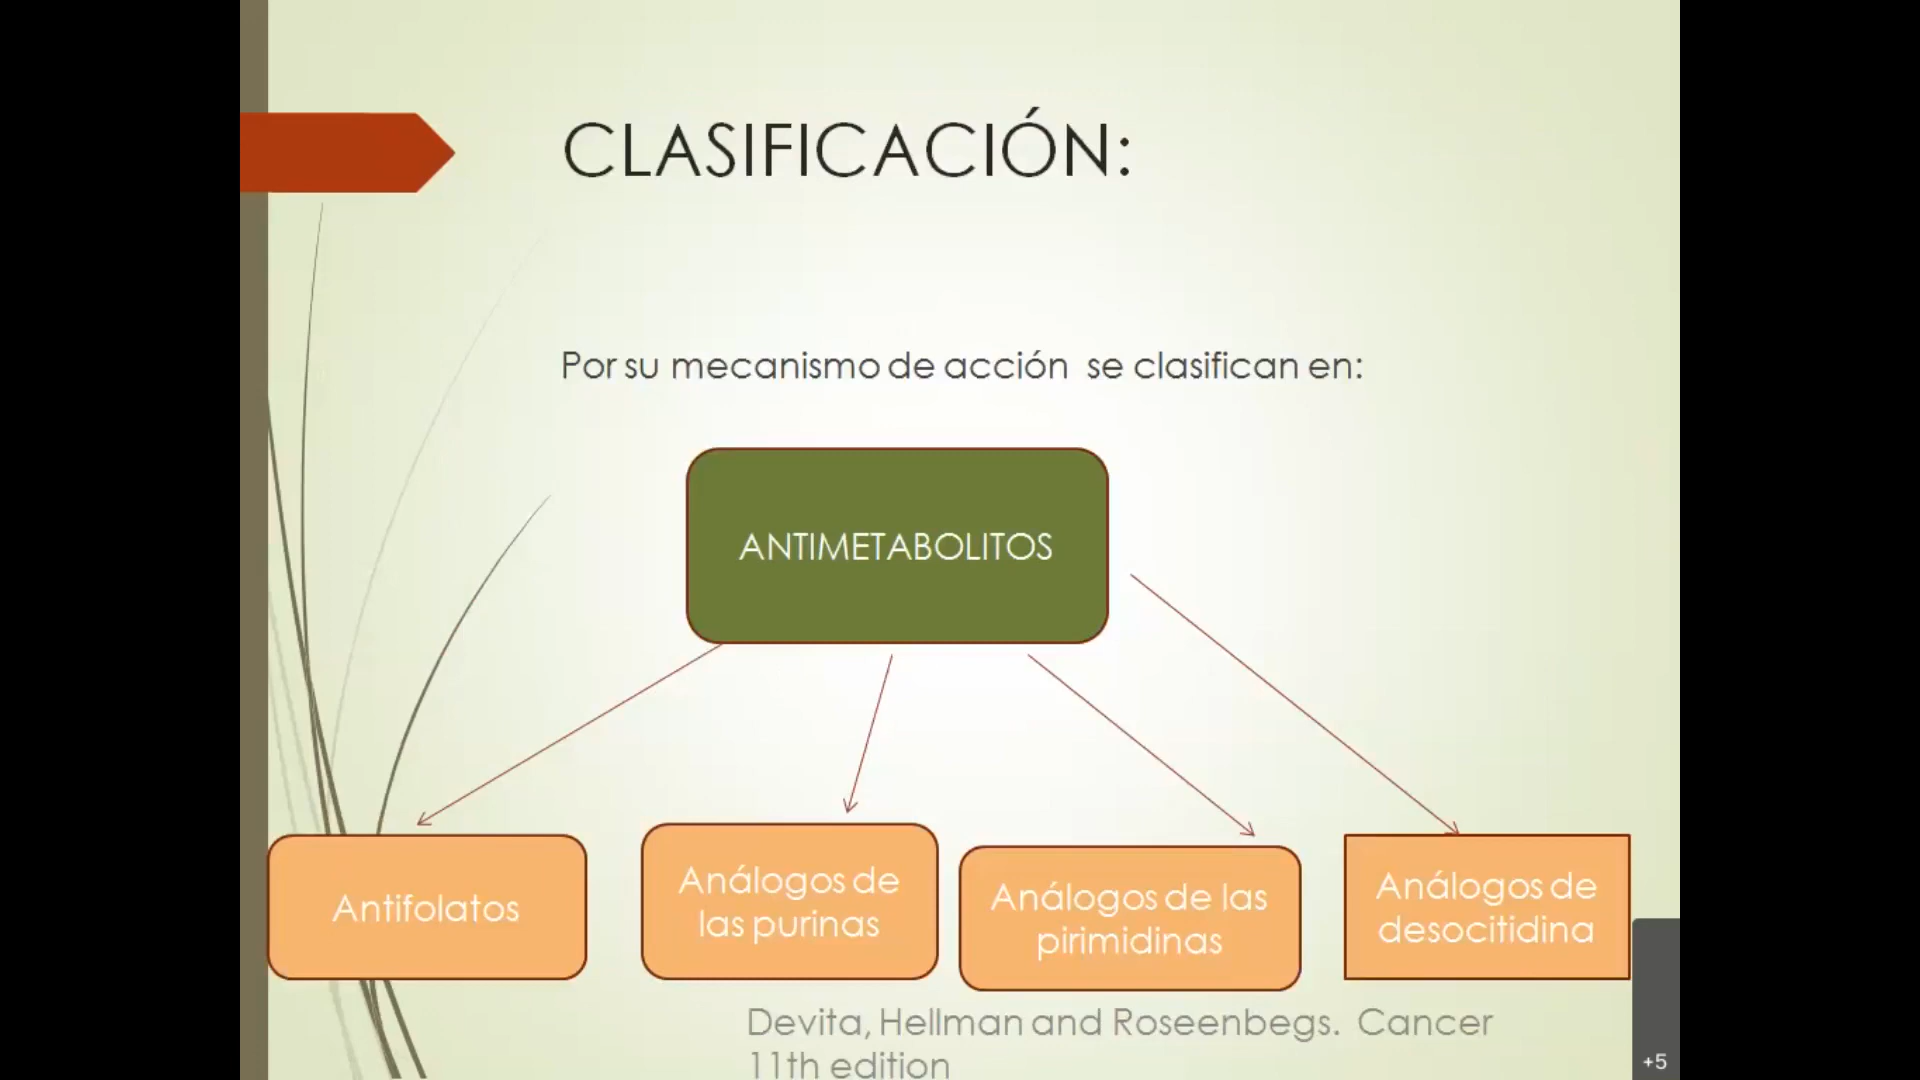 CLASIFICACIÓN:
Por su mecanismo de acción se clasifican en:
ANTIMETABOLITOS
Antifolatos
Análogos de
las purinas
Análogos de las
pirimidinas
Análogos de
desocitidina
Devita, Hellman and Roseenbegs. Cancer
11th edition
+5